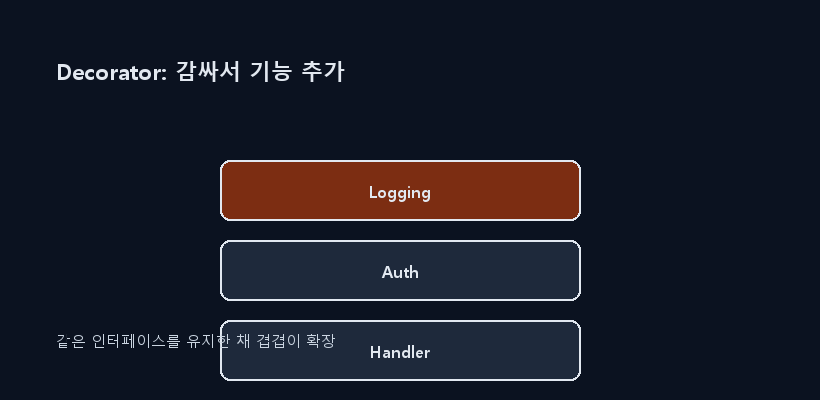 Decorator: 감싸서 기능 추가
Logging
Auth
같은 인터페이스를 유지한 채 겹겹이 확장
Handler